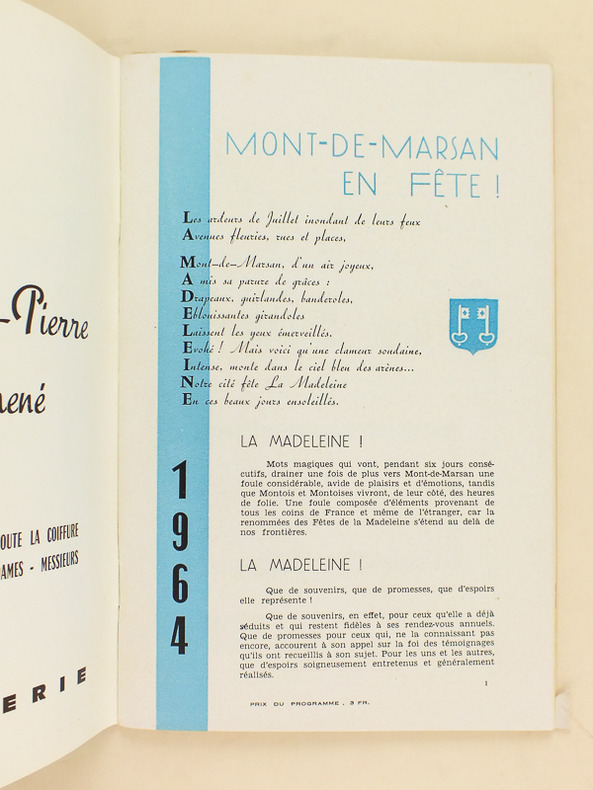 -Pierre
OUTE LA COIFFURE
AMES - MESSIEURS
ERIE
MONT-DE-MARSAN
EN FÊTE !
Les ardeurs de Juillet inondant de leurs feux
Avenues fleuries, rues et places,
Mont-de-Marsan, d'un air joyeux,
A mis sa parure de grâces :
Drapeaux, guirlandes, banderoles,
Eblouissantes girandoles
Laissent les yeux émerveillés.
Evohé ! Mais voici qu'une clameur soudaine,
Intense, monte dans le ciel bleu des arènes...
Notre cité fête La Madeleine
En ces beaux jours ensoleillés.
1964
LA MADELEINE !
Mots magiques qui vont, pendant six jours consé-
cutifs, drainer une fois de plus vers Mont-de-Marsan une
foule considérable, avide de plaisirs et d'émotions, tandis
que Montois et Montoises vivront, de leur côté, des heures
de folie. Une foule composée d'éléments provenant de
tous les coins de France et même de l'étranger, car la
renommées des Fêtes de la Madeleine s'étend au delà de
nos frontières.
LA MADELEINE !
Que de souvenirs, que de promesses, que d'espoirs
elle représente !
Que de souvenirs, en effet, pour ceux qu'elle a déjà
séduits et qui restent fidèles à ses rendez-vous annuels.
Que de promesses pour ceux qui, ne la connaissant pas
encore, accourent à son appel sur la foi des témoignages
qu'ils ont recueillis à son sujet. Pour les uns et les autres,
que d'espoirs soigneusement entretenus et généralement
réalisés.
1
PRIX DU PROGRAMME . 3 FR.